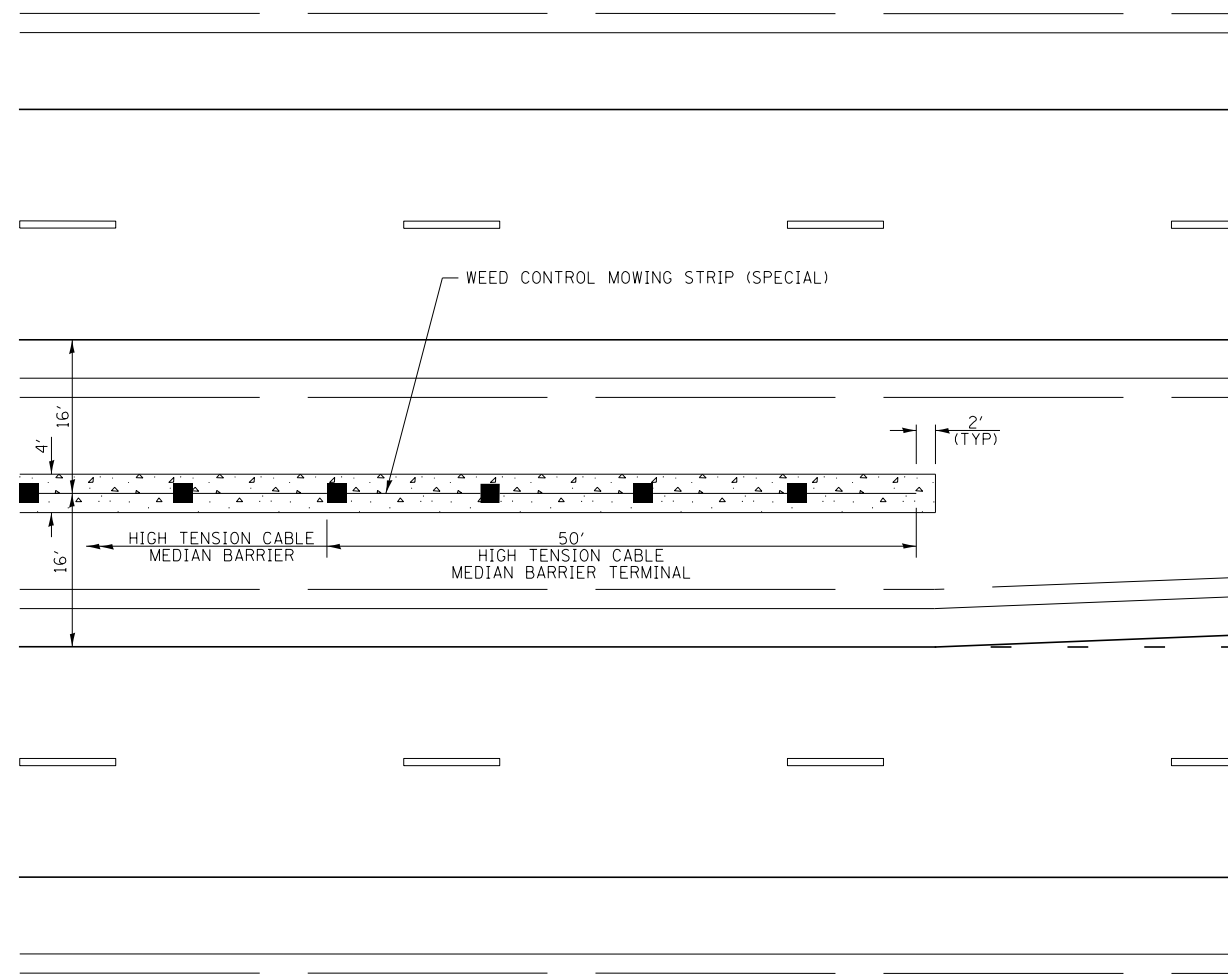 WEED CONTROL MOWING STRIP (SPECIAL)
16'
4'
2'
(TYP)
HIGH TENSION CABLE
MEDIAN BARRIER
50'
HIGH TENSION CABLE
MEDIAN BARRIER TERMINAL
16'